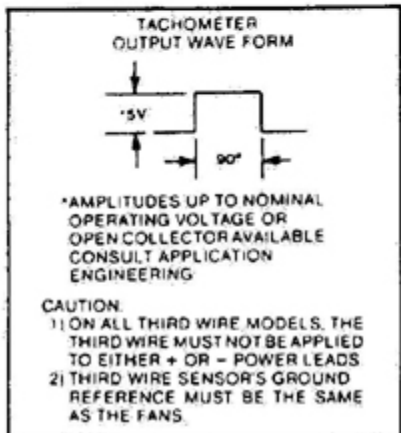 TACHOMETER
OUTPUT WAVE FORM
*5V
90°
*AMPLITUDES UP TO NOMINAL
OPERATING VOLTAGE OR
OPEN COLLECTOR AVAILABLE
CONSULT APPLICATION
ENGINEERING
CAUTION:
1) ON ALL THIRD WIRE MODELS, THE
THIRD WIRE MUST NOT BE APPLIED
TO EITHER + OR - POWER LEADS
2) THIRD WIRE SENSOR'S GROUND
REFERENCE MUST BE THE SAME
AS THE FANS